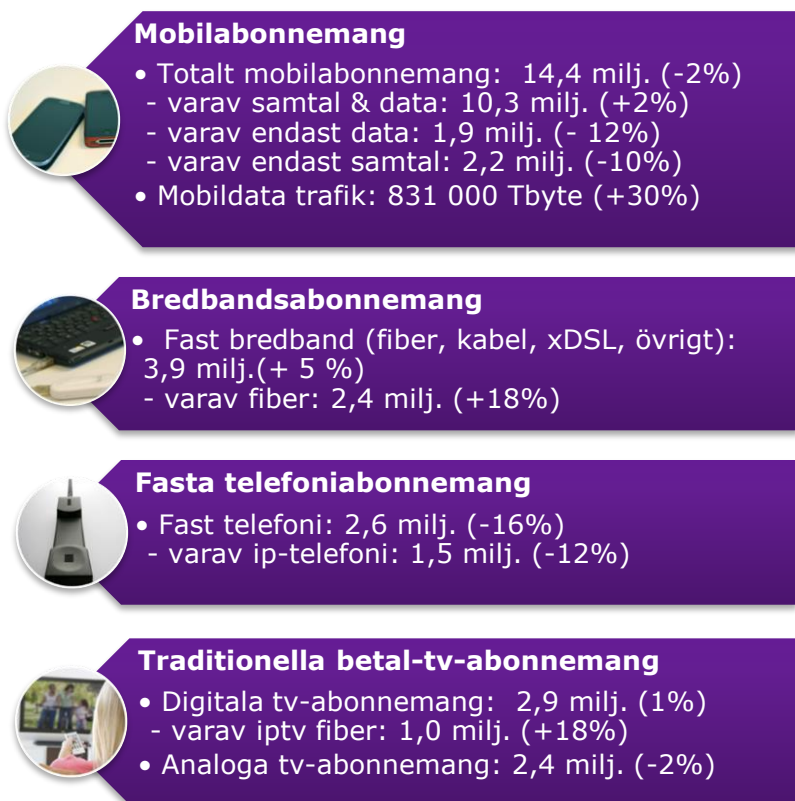 Mobilabonnemang
• Totalt mobilabonnemang:  14,4 milj. (-2%)
- varav samtal & data: 10,3 milj. (+2%)
- varav endast data: 1,9 milj. (- 12%)
- varav endast samtal: 2,2 milj. (-10%)
• Mobildata trafik: 831 000 Tbyte (+30%)
Bredbandsabonnemang
•  Fast bredband (fiber, kabel, xDSL, övrigt):
3,9 milj.(+ 5 %)
- varav fiber: 2,4 milj. (+18%)
Fasta telefoniabonnemang
• Fast telefoni: 2,6 milj. (-16%)
- varav ip-telefoni: 1,5 milj. (-12%)
Traditionella betal-tv-abonnemang
• Digitala tv-abonnemang:  2,9 milj. (1%)
- varav iptv fiber: 1,0 milj. (+18%)
• Analoga tv-abonnemang: 2,4 milj. (-2%)